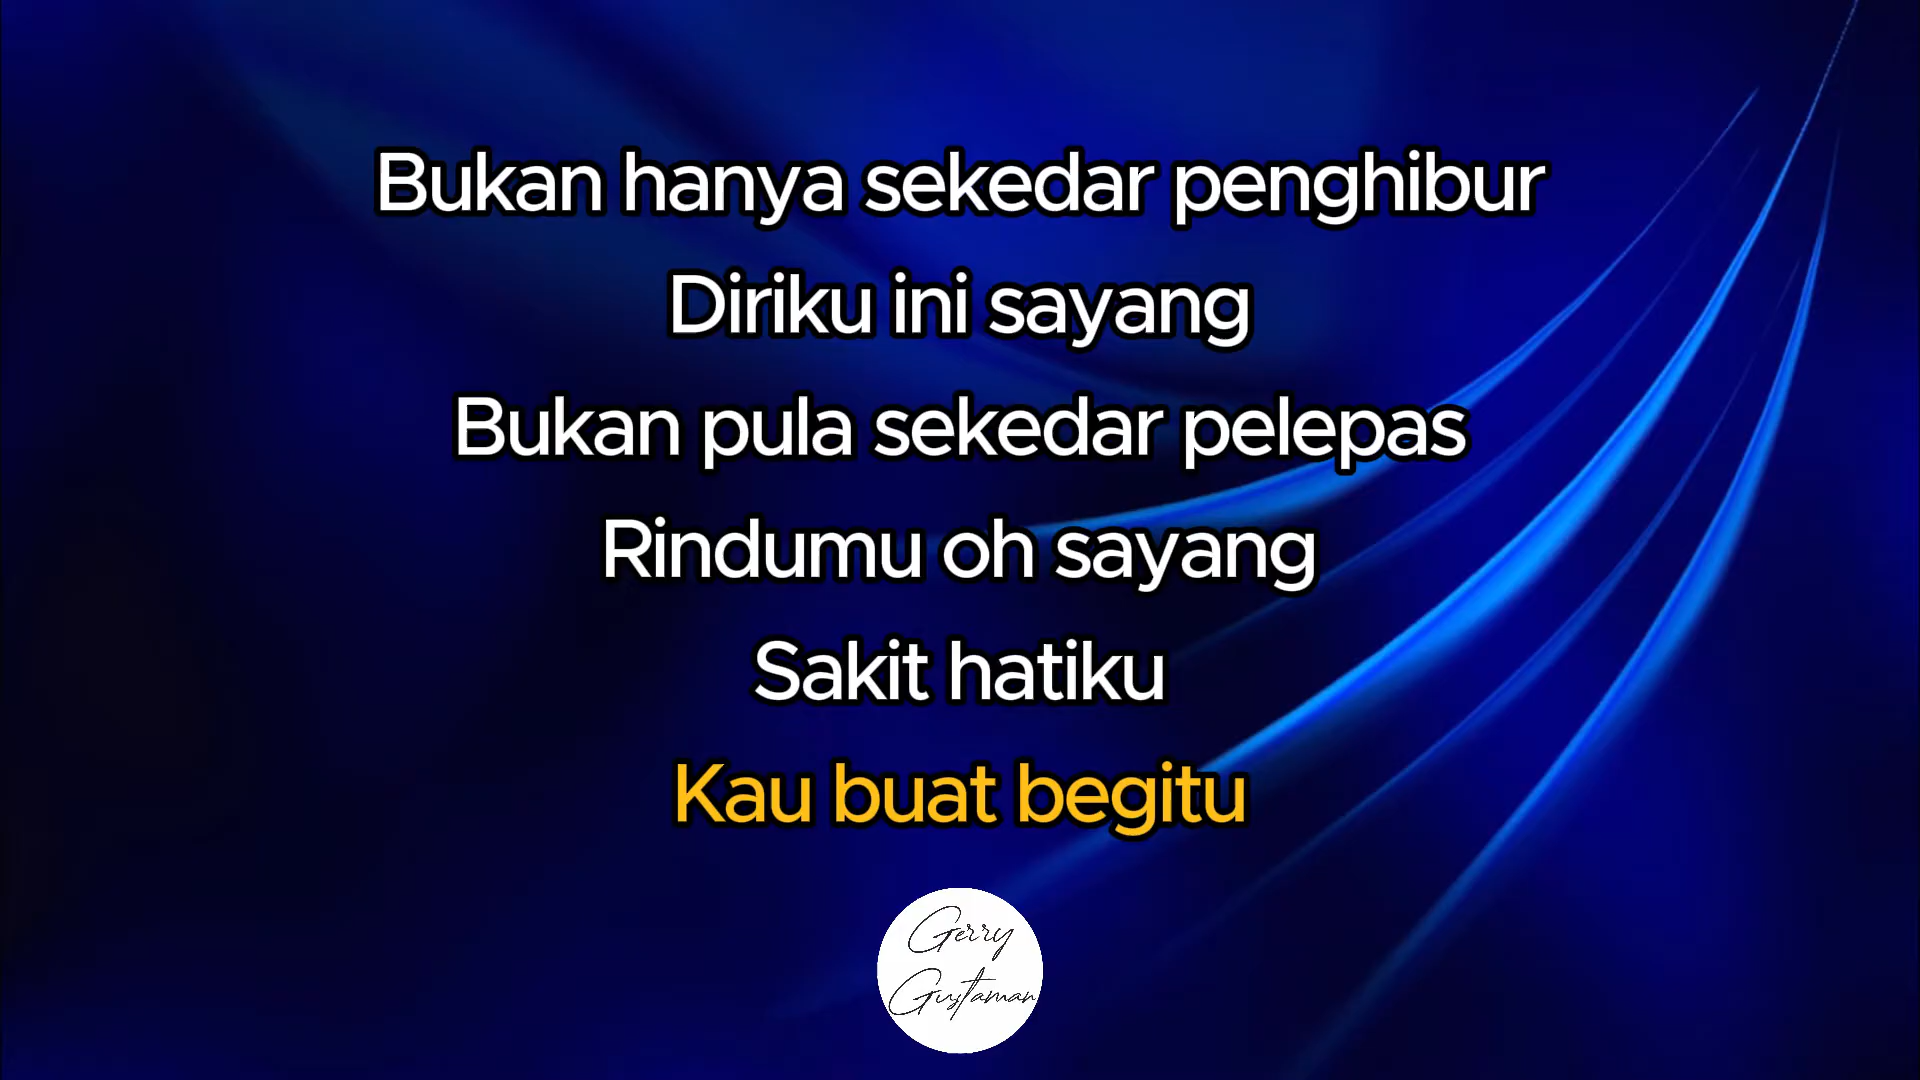 Bukan hanya sekedar penghibur
Diriku ini sayang
Bukan pula sekedar pelepas
Rindumu oh sayang
Sakit hatiku
Kau buat begitu
Gerry
Gustaman